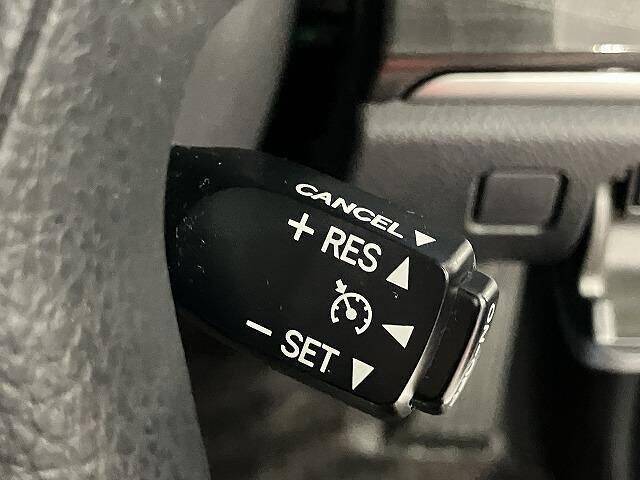 CANCEL ▼
+ RES ▲
◀
− SET ▼